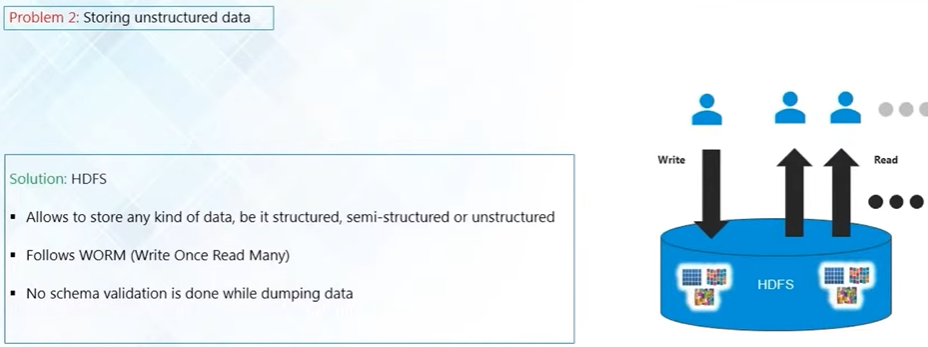 Problem 2: Storing unstructured data
Solution: HDFS
▪ Allows to store any kind of data, be it structured, semi-structured or unstructured
▪ Follows WORM (Write Once Read Many)
▪ No schema validation is done while dumping data
Write
Read
HDFS